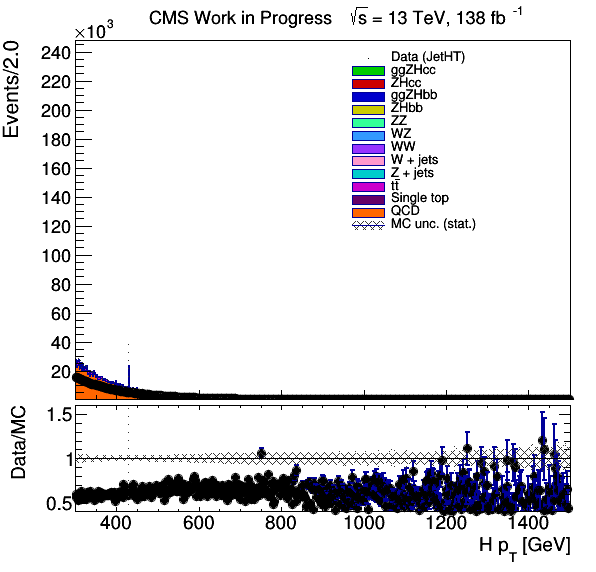 CMS Work in Progress √s = 13 TeV, 138 fb⁻¹
×10³
Events/2.0
240
220
200
180
160
140
120
100
80
60
40
20
Data (JetHT)
ggZHcc
ZHcc
ggZHbb
ZHbb
ZZ
WZ
WW
W + jets
Z + jets
tt̄
Single top
QCD
MC unc. (stat.)
Data/MC
1.5
1
0.5
400 600 800 1000 1200 1400
H p_T [GeV]